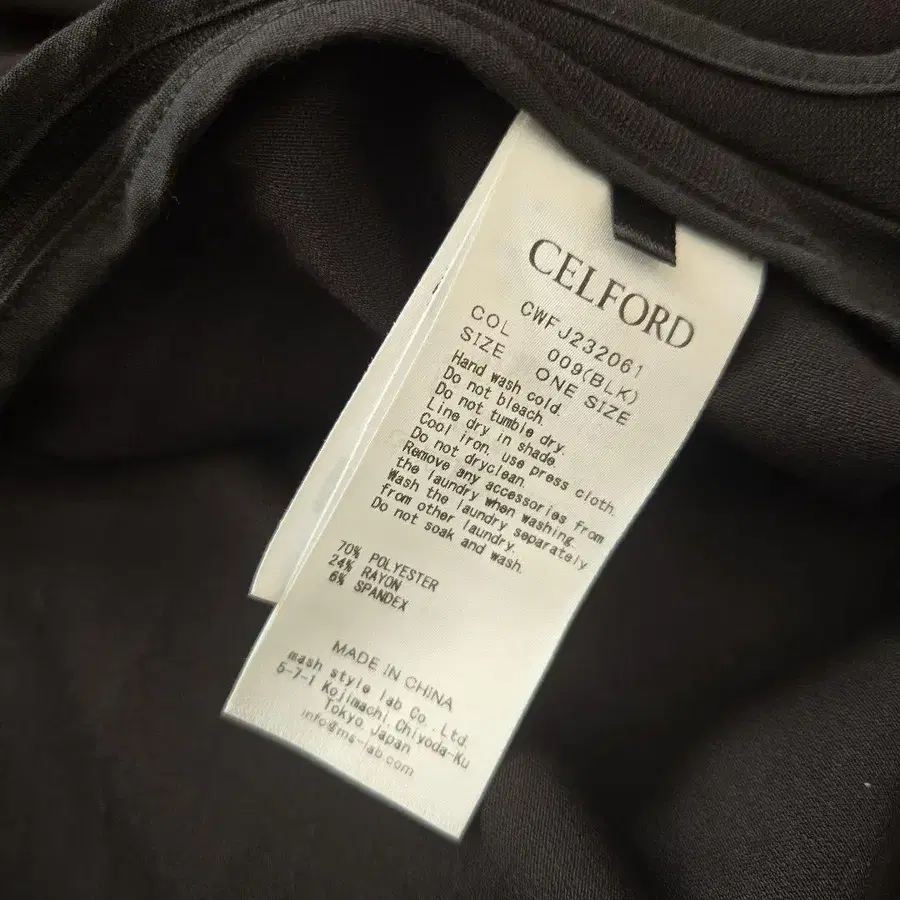 CELFORD
CWFJ232061
COL 009(BLK)
SIZE ONE SIZE
Hand wash cold.
Do not bleach.
Do not tumble dry.
Line dry in shade.
Cool iron, use press cloth.
Do not dryclean.
Remove any accessories from
the laundry when washing.
Wash the laundry separately
from other laundry.
Do not soak and wash.
70% POLYESTER
24% RAYON
6% SPANDEX
MADE IN CHINA
mash style lab Co., Ltd.
5-7-1 Kojimachi, Chiyoda-Ku
Tokyo, Japan
info@ms-lab.com